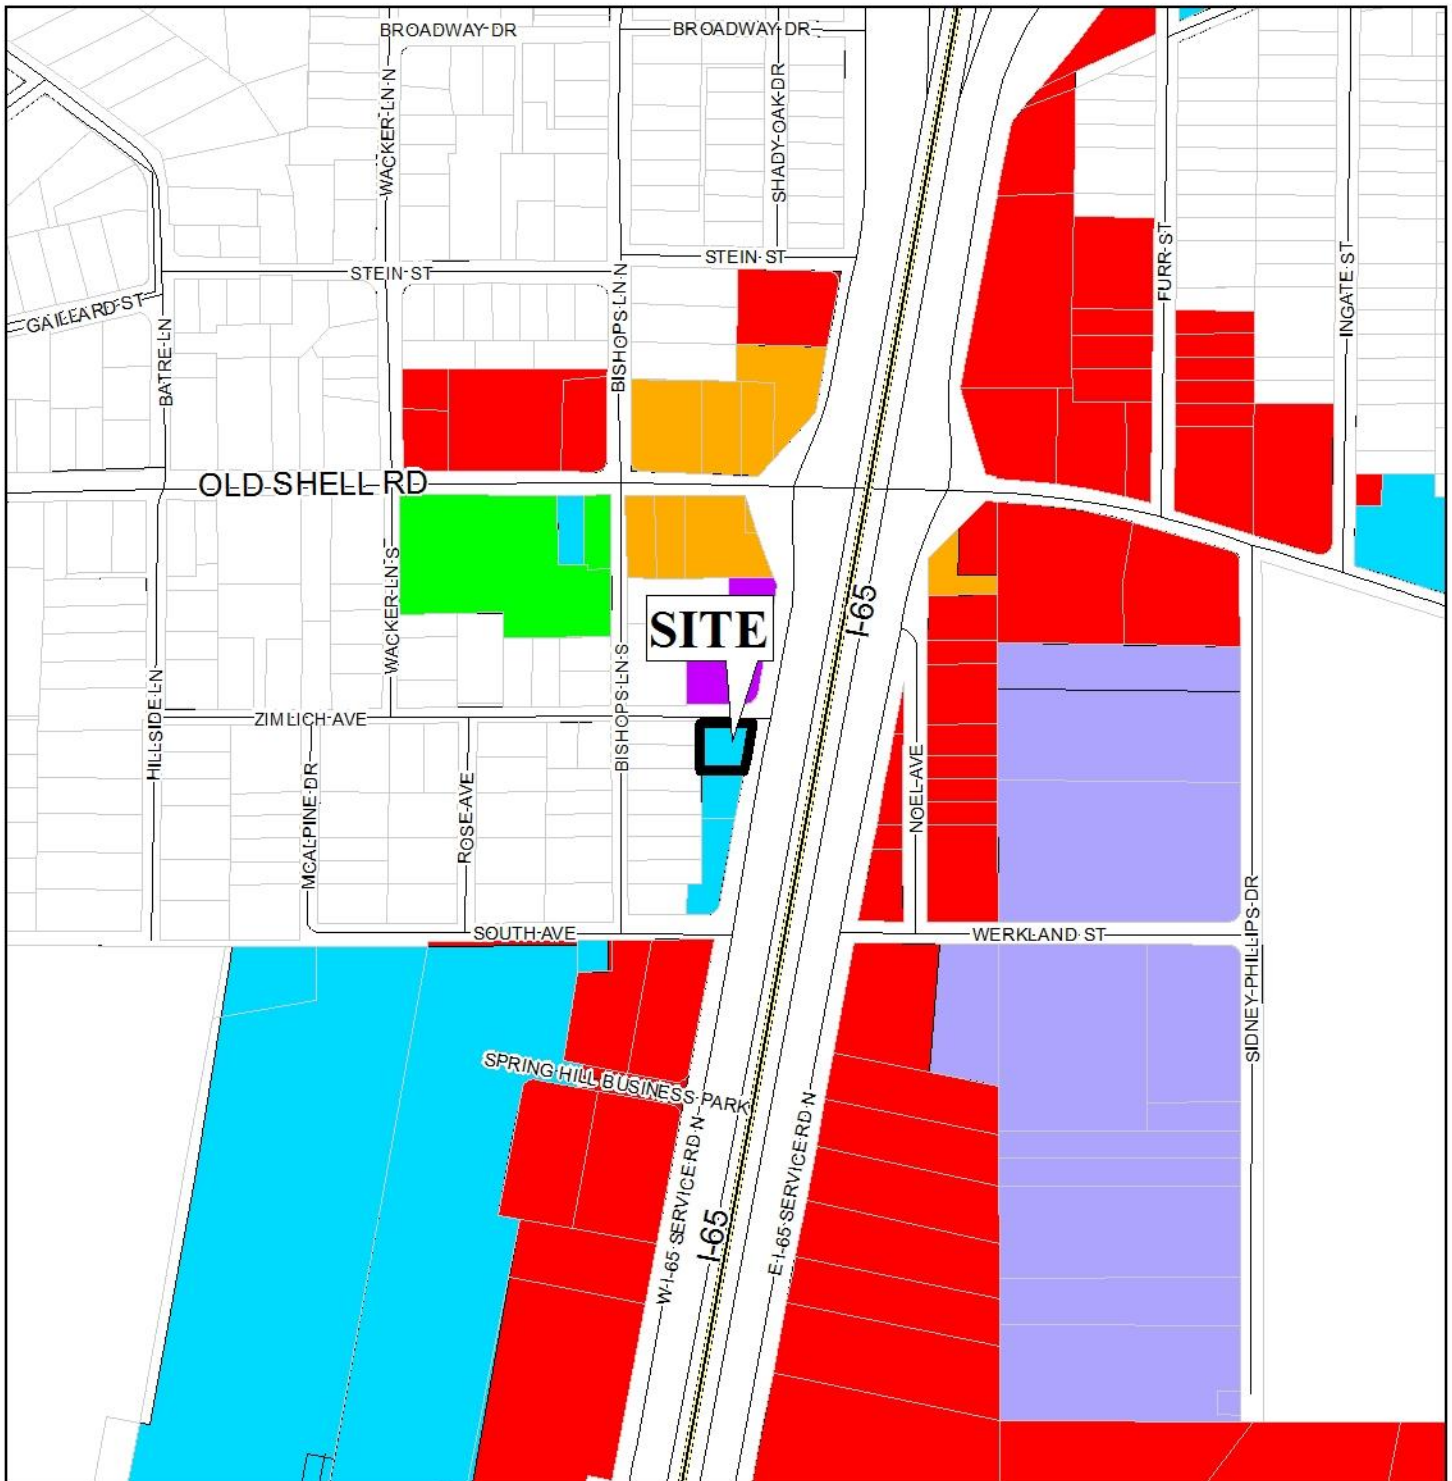 BROADWAY DR
BROADWAY DR
WACKER LN N
SHADY OAK DR
STEIN ST
STEIN ST
GAILLARD ST
BATRE LN
BISHOPS LN N
FURR ST
INGATE ST
OLD SHELL RD
WACKER LN S
I-65
SITE
HILLSIDE LN
ZIMLICH AVE
BISHOPS LN S
MCALPINE DR
ROSE AVE
NOEL AVE
SOUTH AVE
WERKLAND ST
SIDNEY PHILLIPS DR
SPRING HILL BUSINESS PARK
W I-65 SERVICE RD N
I-65
E I-65 SERVICE RD N